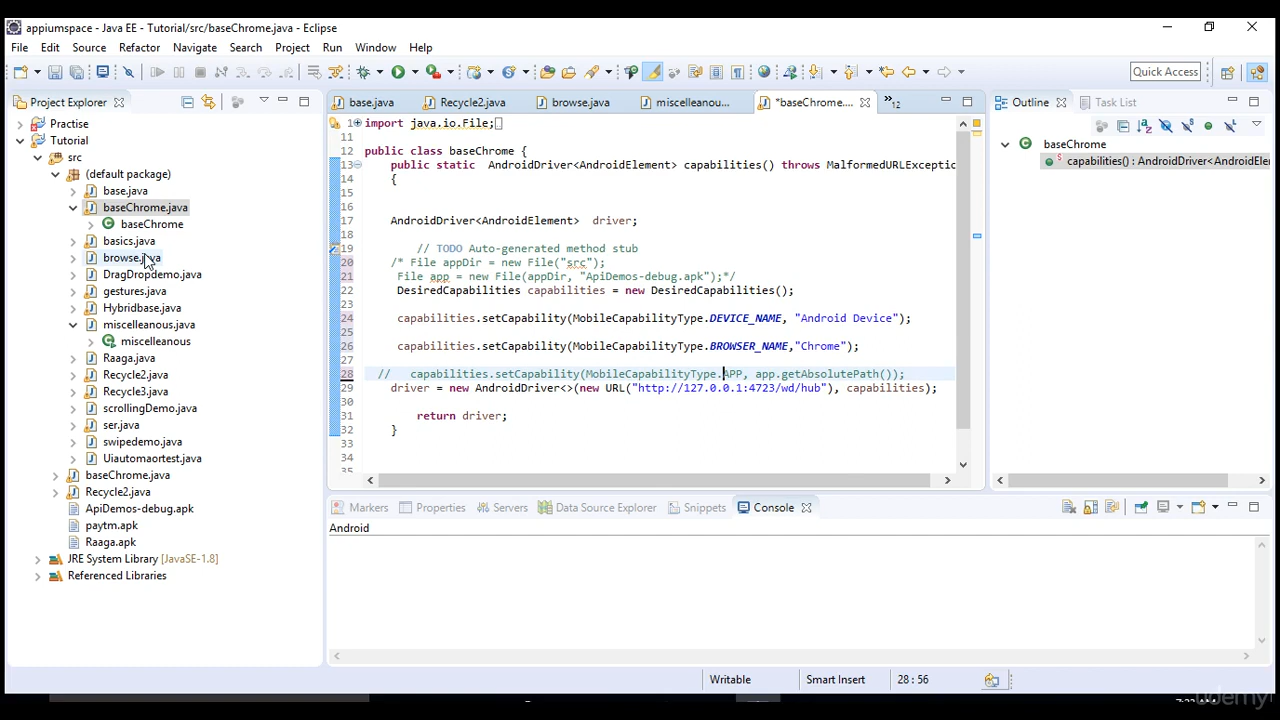 appiumspace - Java EE - Tutorial/src/baseChrome.java - Eclipse
File Edit Source Refactor Navigate Search Project Run Window Help
Quick Access
Project Explorer
Practise
Tutorial
src
(default package)
base.java
baseChrome.java
baseChrome
basics.java
browse.java
DragDropdemo.java
gestures.java
Hybridbase.java
miscelleanous.java
miscelleanous
Raaga.java
Recycle2.java
Recycle3.java
scrollingDemo.java
ser.java
swipedemo.java
Uiautomaortest.java
baseChrome.java
Recycle2.java
ApiDemos-debug.apk
paytm.apk
Raaga.apk
JRE System Library [JavaSE-1.8]
Referenced Libraries
base.java Recycle2.java browse.java miscelleanou... *baseChrome.... »12
1 import java.io.File;
11
12 public class baseChrome {
13 public static AndroidDriver<AndroidElement> capabilities() throws MalformedURLExceptic
14 {
15
16
17 AndroidDriver<AndroidElement> driver;
18
19 // TODO Auto-generated method stub
20 /* File appDir = new File("src");
21 File app = new File(appDir, "ApiDemos-debug.apk");*/
22 DesiredCapabilities capabilities = new DesiredCapabilities();
23
24 capabilities.setCapability(MobileCapabilityType.DEVICE_NAME, "Android Device");
25
26 capabilities.setCapability(MobileCapabilityType.BROWSER_NAME,"Chrome");
27
28 // capabilities.setCapability(MobileCapabilityType.APP, app.getAbsolutePath());
29 driver = new AndroidDriver<>(new URL("http://127.0.0.1:4723/wd/hub"), capabilities);
30
31 return driver;
32 }
33
34
35
Outline Task List
baseChrome
capabilities() : AndroidDriver<AndroidEle
Markers Properties Servers Data Source Explorer Snippets Console
Android
Writable Smart Insert 28 : 56
udemy